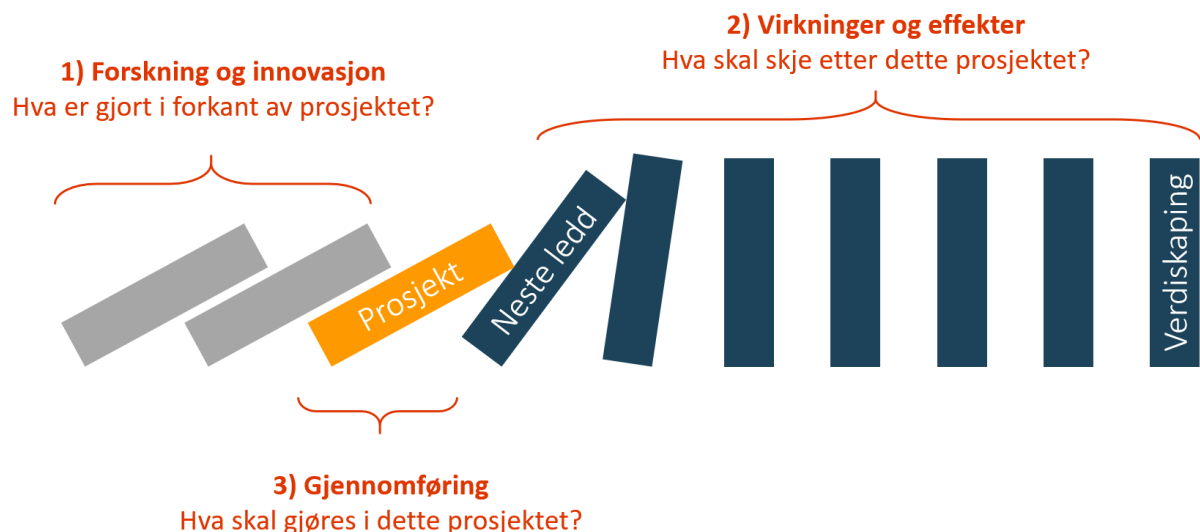 2) Virkninger og effekter
Hva skal skje etter dette prosjektet?
1) Forskning og innovasjon
Hva er gjort i forkant av prosjektet?
Prosjekt
Neste ledd
Verdiskaping
3) Gjennomføring
Hva skal gjøres i dette prosjektet?